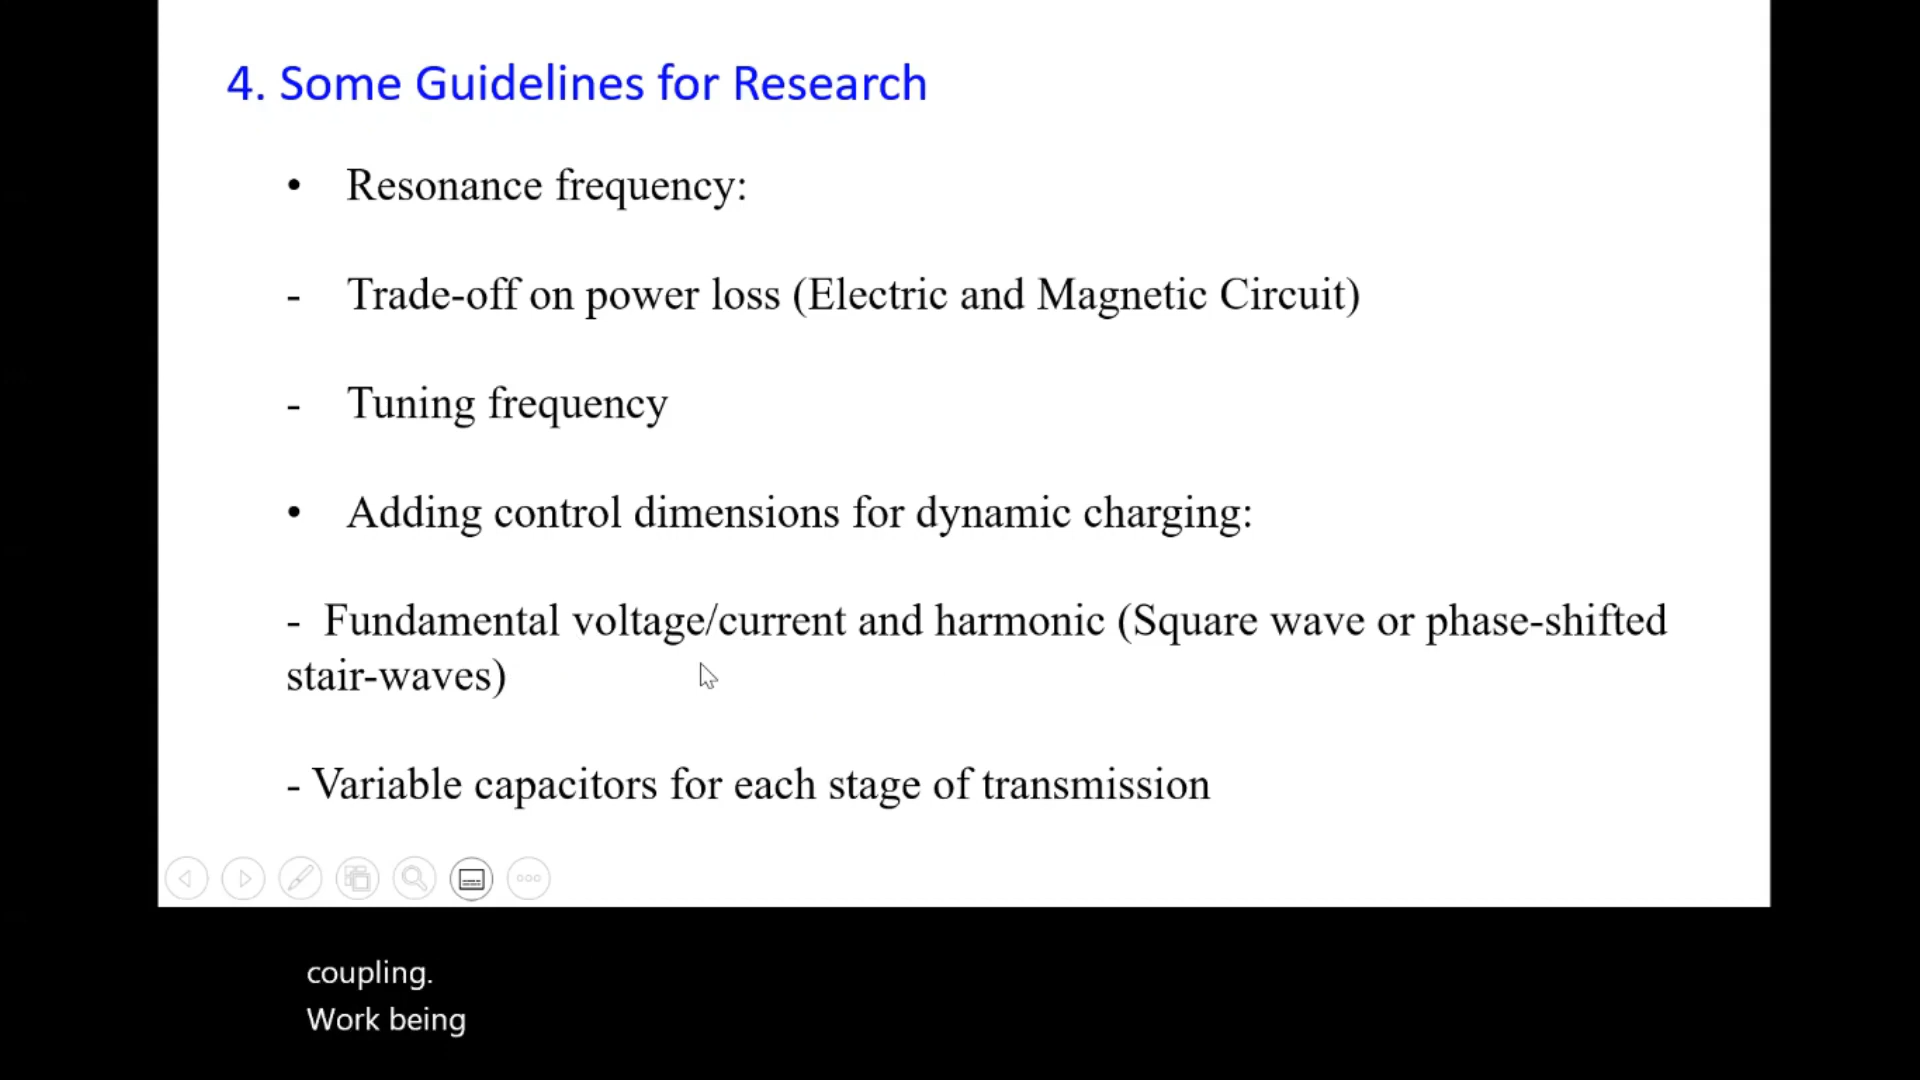 4. Some Guidelines for Research
• Resonance frequency:
- Trade-off on power loss (Electric and Magnetic Circuit)
- Tuning frequency
• Adding control dimensions for dynamic charging:
- Fundamental voltage/current and harmonic (Square wave or phase-shifted
stair-waves)
- Variable capacitors for each stage of transmission
coupling.
Work being